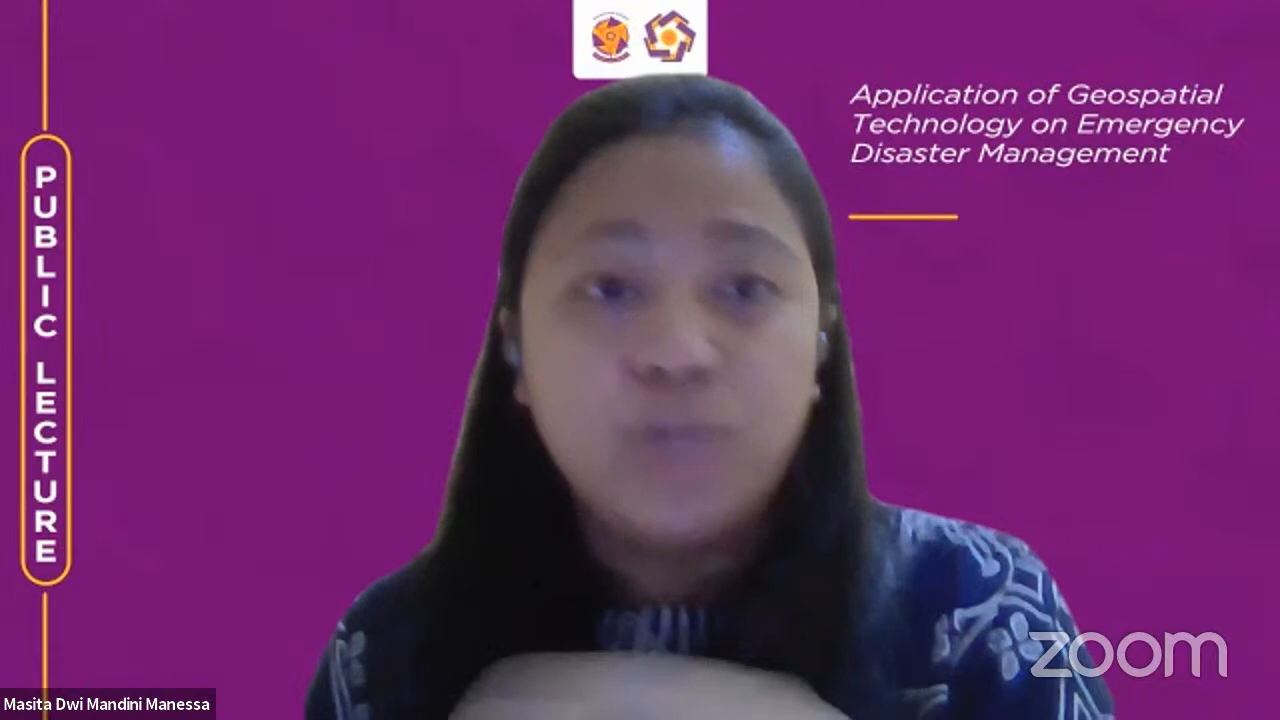 Application of Geospatial
Technology on Emergency
Disaster Management
PUBLIC LECTURE
zoom
Masita Dwi Mandini Manessa